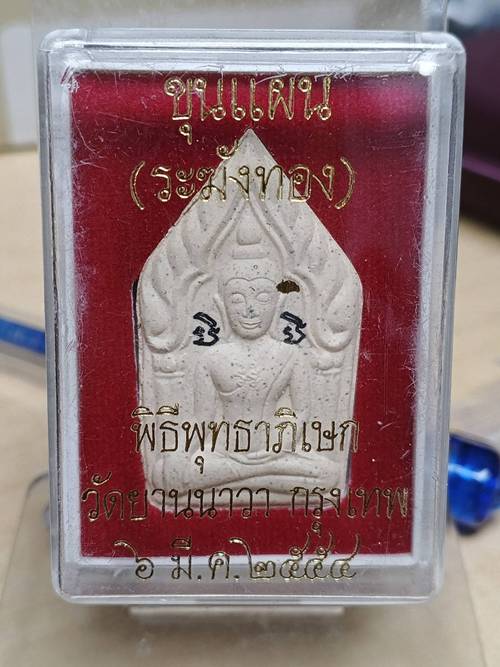 ขุนแผน
(ระฆังทอง)
พิธีพุทธาภิเษก
วัดยานนาวา กรุงเทพ
๖ มี.ค.๒๕๕๔